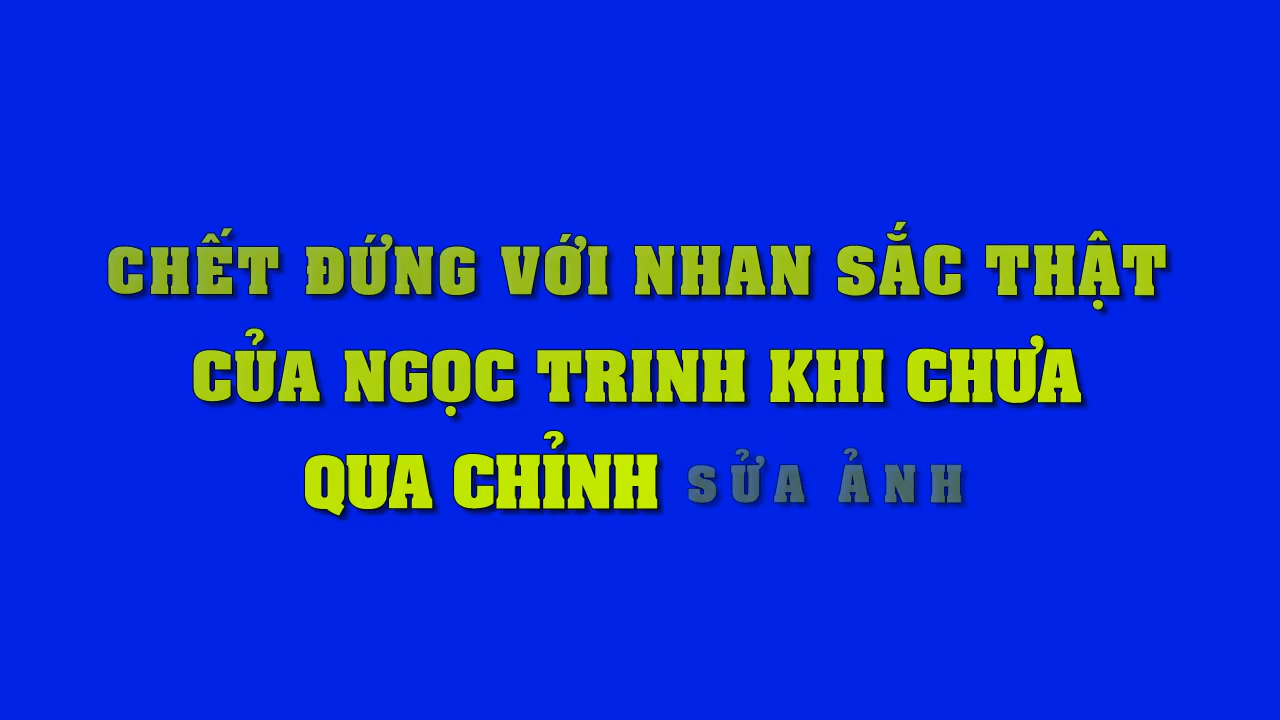 CHẾT ĐỨNG VỚI NHAN SẮC THẬT
CỦA NGỌC TRINH KHI CHƯA
QUA CHỈNH SỬA ẢNH